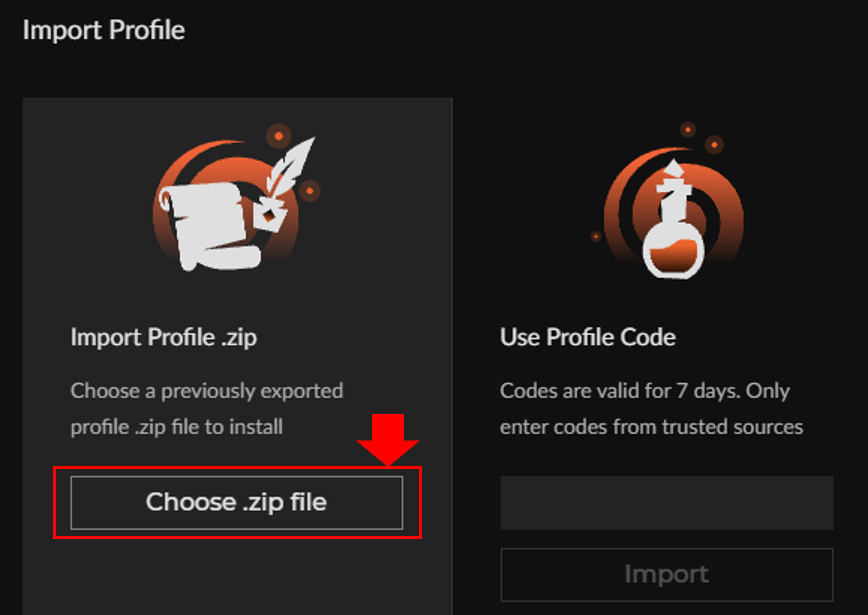 Import Profile
Import Profile .zip
Choose a previously exported
profile .zip file to install
Choose .zip file
Use Profile Code
Codes are valid for 7 days. Only
enter codes from trusted sources
Import